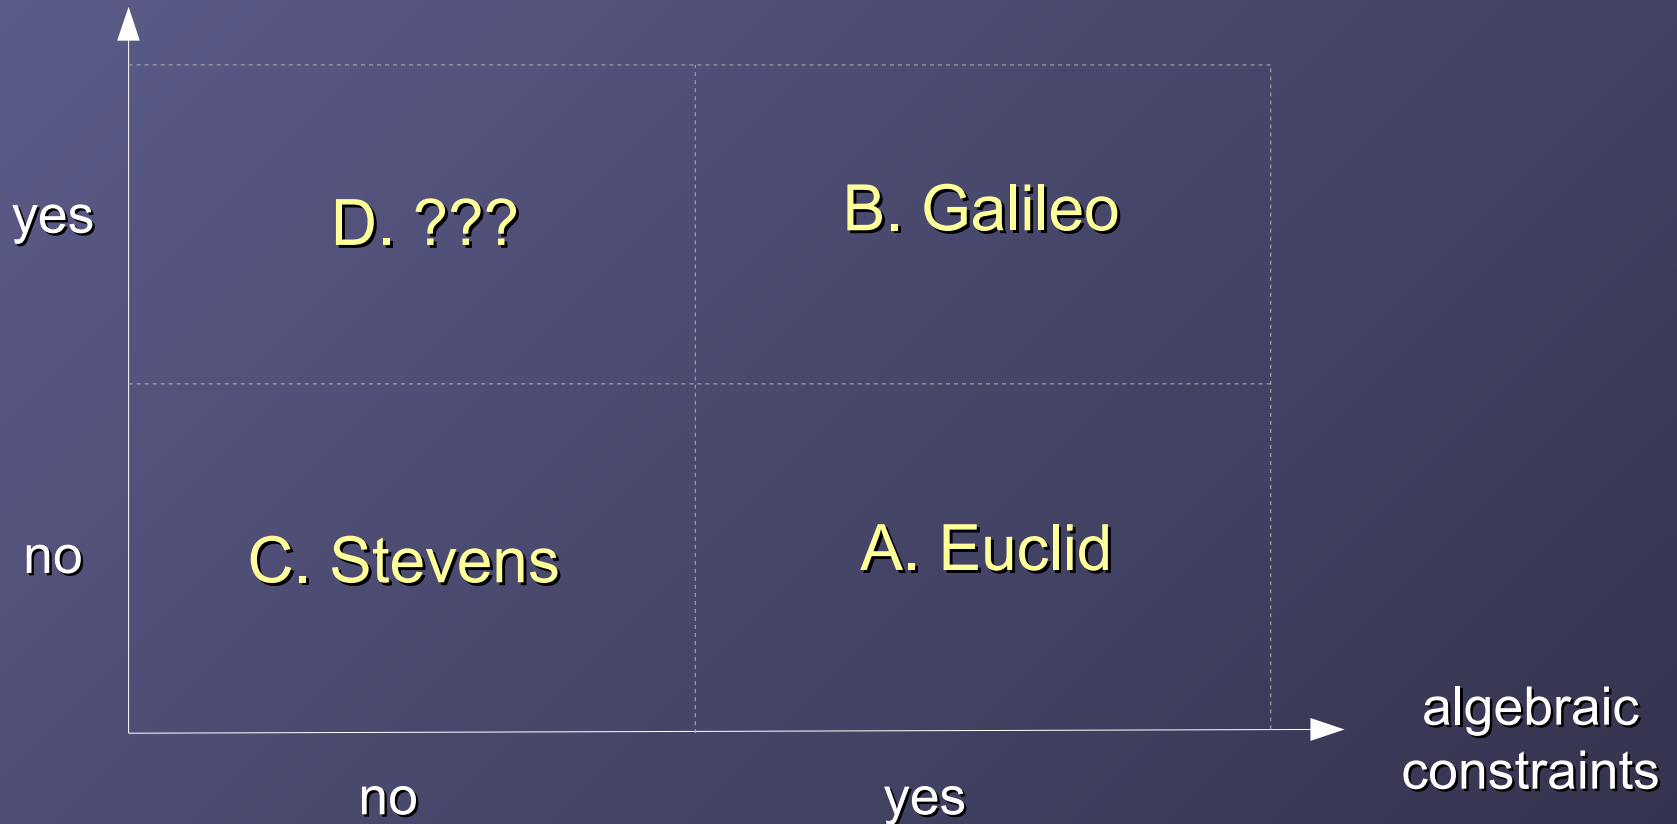 yes
D. ???
B. Galileo
no
C. Stevens
A. Euclid
algebraic
constraints
no
yes